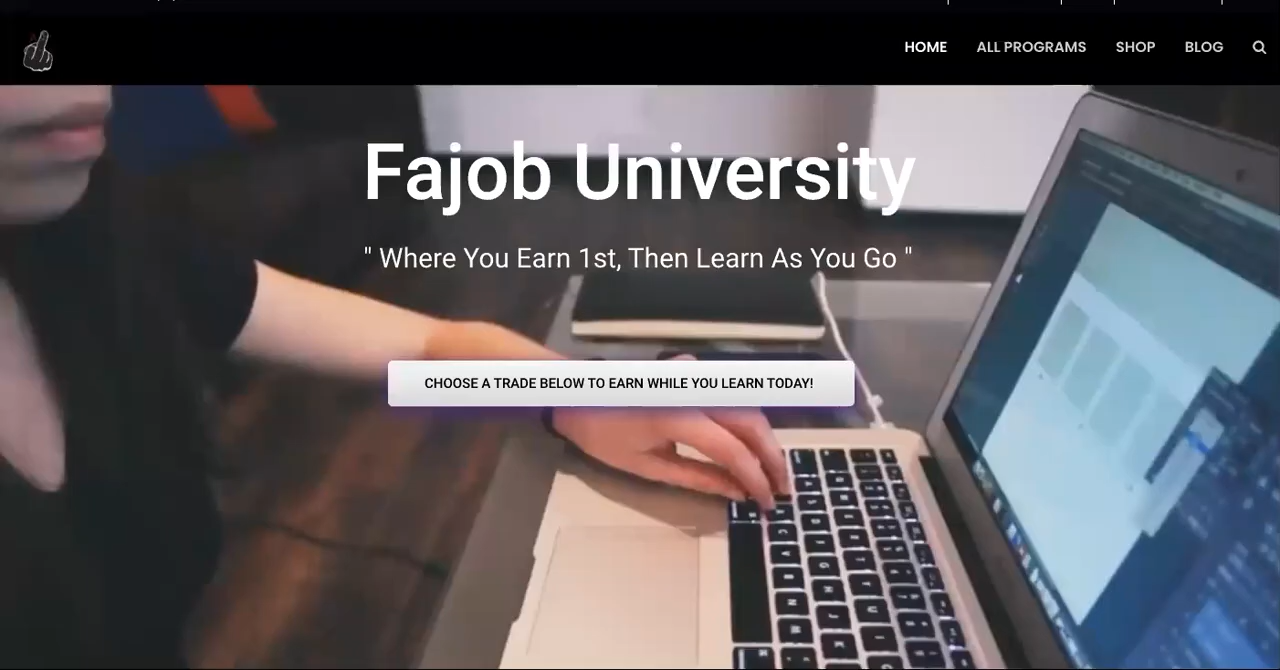 HOME ALL PROGRAMS SHOP BLOG
Fajob University
" Where You Earn 1st, Then Learn As You Go "
CHOOSE A TRADE BELOW TO EARN WHILE YOU LEARN TODAY!